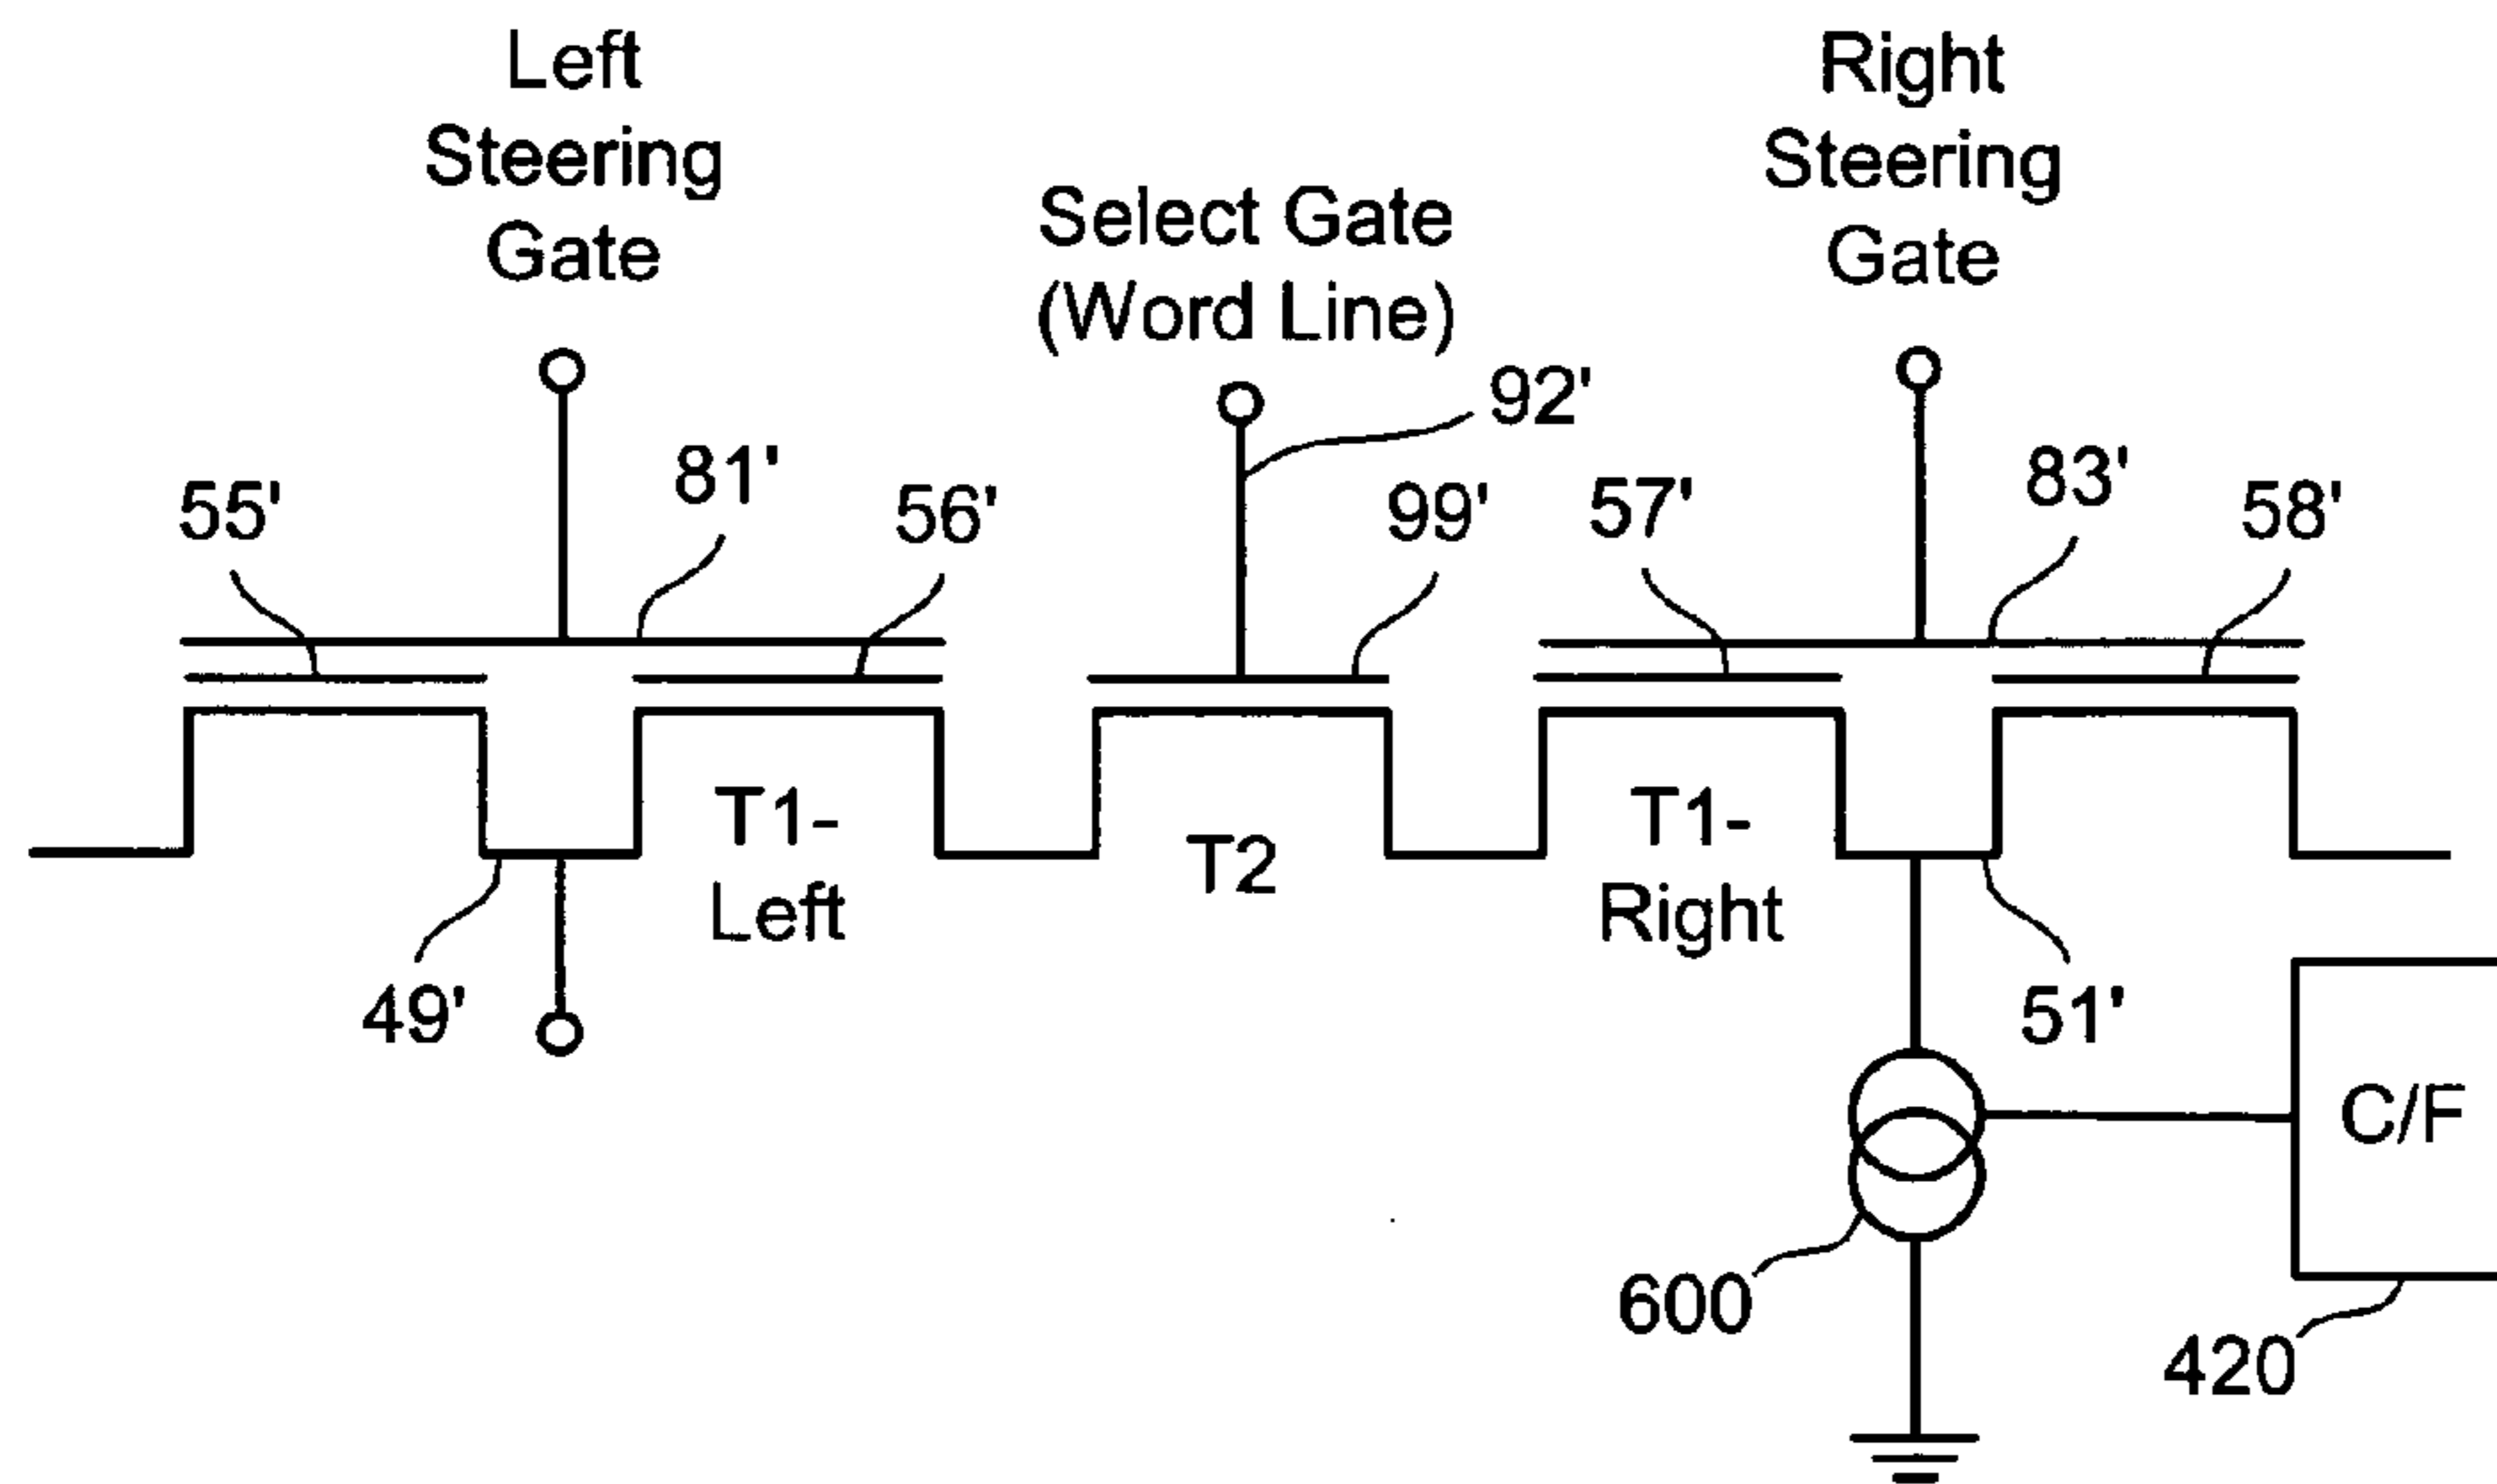 Left
Steering
Gate
Select Gate
(Word Line)
Right
Steering
Gate
92'
55'
81'
56'
99'
57'
83'
58'
T1-
Left
T2
T1-
Right
49'
51'
C/F
600
420